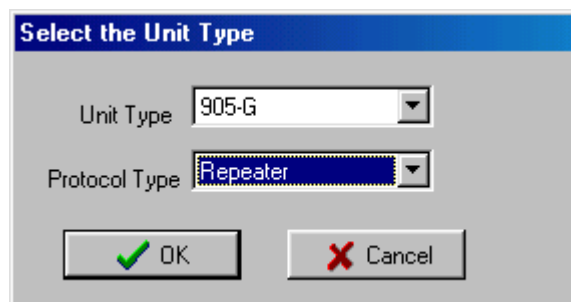 Select the Unit Type
Unit Type 905-G
Protocol Type Repeater
OK Cancel